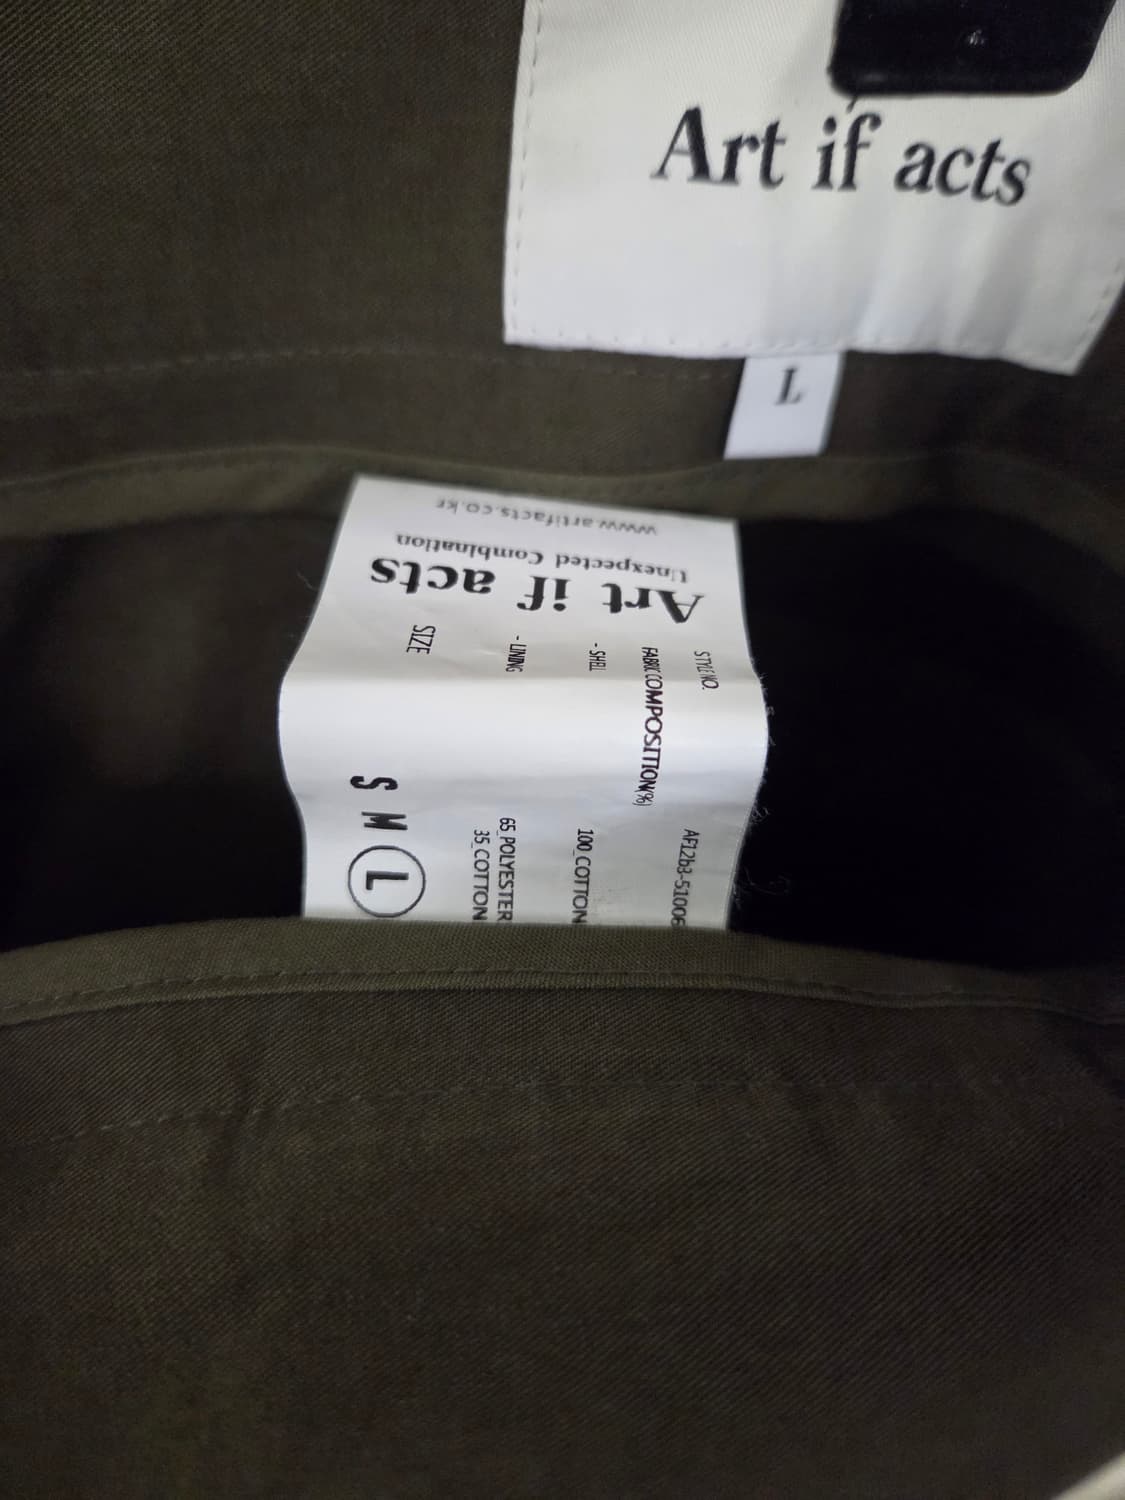 Art if acts
L
www.artifacts.co.kr
Unexpected Combination
Art if acts
STYLE NO. AF12b3-51006
FABRIC COMPOSITION(%)
- SHELL 100_COTTON
- LINING 65_POLYESTER
35_COTTON
SIZE S M L